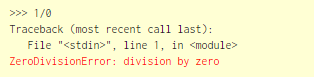 >>> 1/0
Traceback (most recent call last):
  File "<stdin>", line 1, in <module>
ZeroDivisionError: division by zero